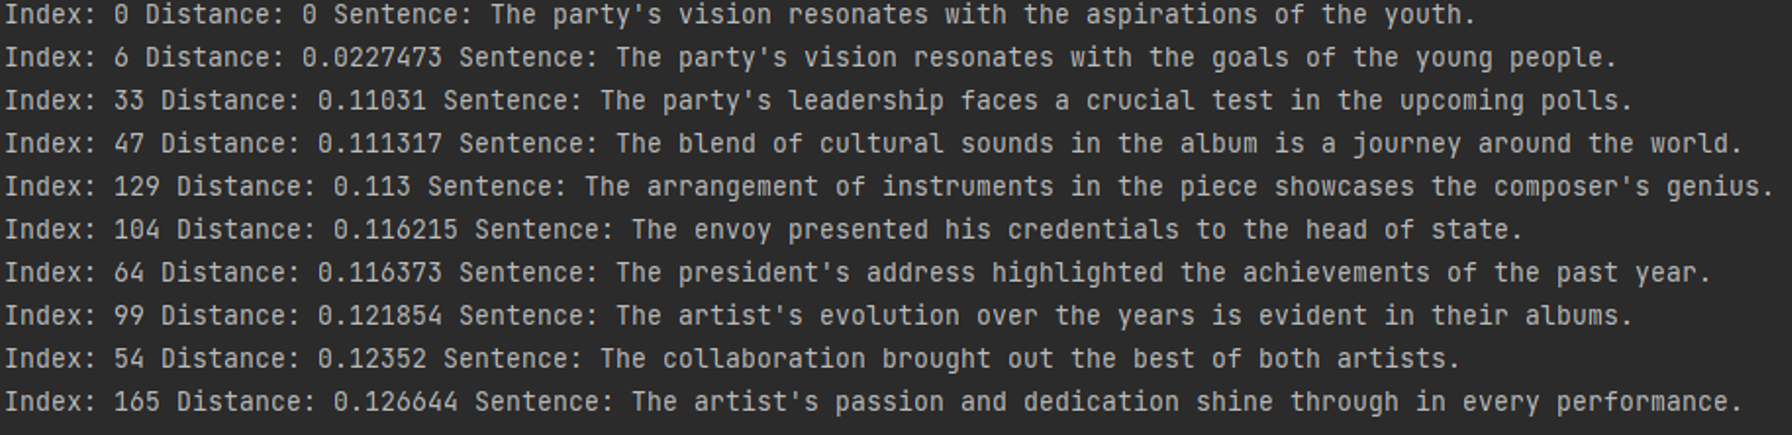 Index: 0 Distance: 0 Sentence: The party's vision resonates with the aspirations of the youth.
Index: 6 Distance: 0.0227473 Sentence: The party's vision resonates with the goals of the young people.
Index: 33 Distance: 0.11031 Sentence: The party's leadership faces a crucial test in the upcoming polls.
Index: 47 Distance: 0.111317 Sentence: The blend of cultural sounds in the album is a journey around the world.
Index: 129 Distance: 0.113 Sentence: The arrangement of instruments in the piece showcases the composer's genius.
Index: 104 Distance: 0.116215 Sentence: The envoy presented his credentials to the head of state.
Index: 64 Distance: 0.116373 Sentence: The president's address highlighted the achievements of the past year.
Index: 99 Distance: 0.121854 Sentence: The artist's evolution over the years is evident in their albums.
Index: 54 Distance: 0.12352 Sentence: The collaboration brought out the best of both artists.
Index: 165 Distance: 0.126644 Sentence: The artist's passion and dedication shine through in every performance.